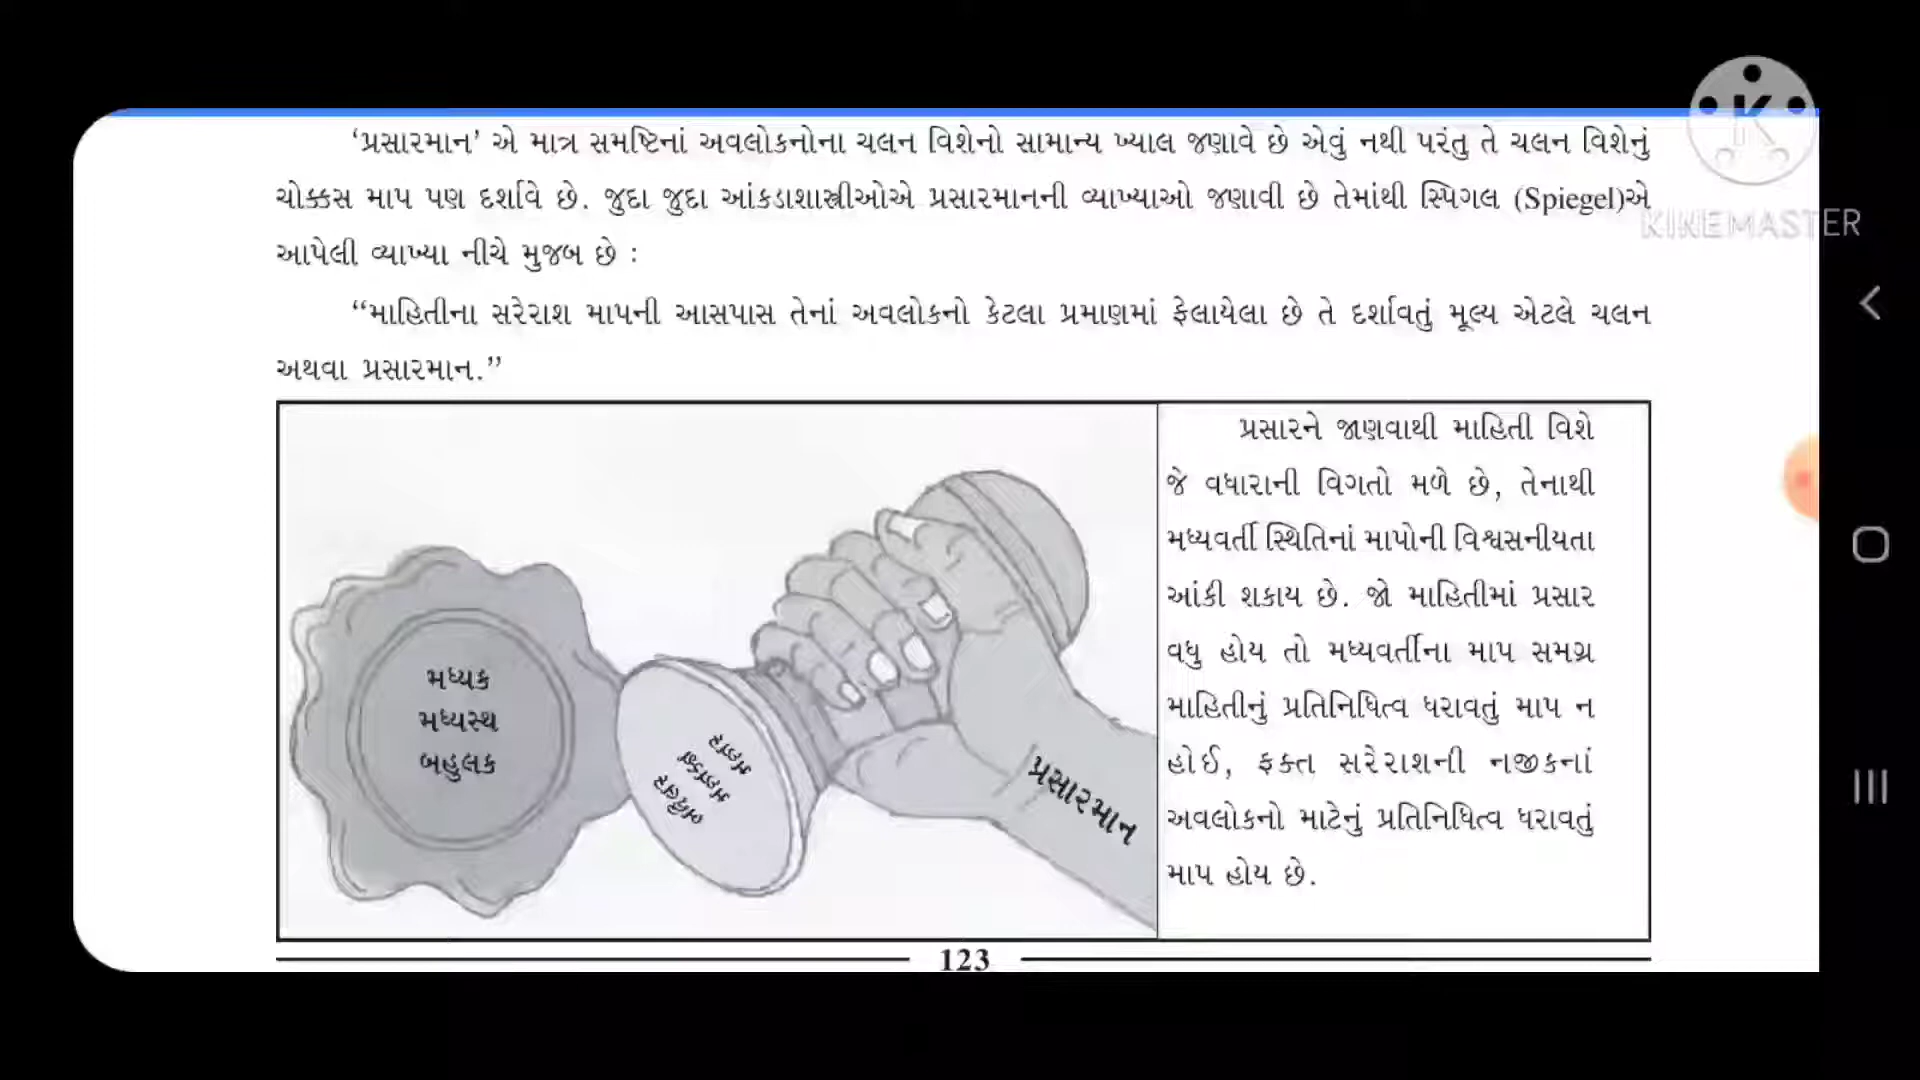 ‘પ્રસારમાન’ એ માત્ર સમષ્ટિનાં અવલોકનોના ચલન વિશેનો સામાન્ય ખ્યાલ જણાવે છે એવું નથી પરંતુ તે ચલન વિશેનું
ચોક્કસ માપ પણ દર્શાવે છે. જુદા જુદા આંકડાશાસ્ત્રીઓએ પ્રસારમાનની વ્યાખ્યાઓ જણાવી છે તેમાંથી સ્પિગલ (Spiegel)એ
આપેલી વ્યાખ્યા નીચે મુજબ છે :
“માહિતીના સરેરાશ માપની આસપાસ તેનાં અવલોકનો કેટલા પ્રમાણમાં ફેલાયેલા છે તે દર્શાવતું મૂલ્ય એટલે ચલન
અથવા પ્રસારમાન.”
મધ્યક
મધ્યસ્થ
બહુલક
પ્રસારમાન
પ્રસારને જાણવાથી માહિતી વિશે
જે વધારાની વિગતો મળે છે, તેનાથી
મધ્યવર્તી સ્થિતિનાં માપોની વિશ્વસનીયતા
આંકી શકાય છે. જો માહિતીમાં પ્રસાર
વધુ હોય તો મધ્યવર્તીના માપ સમગ્ર
માહિતીનું પ્રતિનિધિત્વ ધરાવતું માપ ન
હોઈ, ફક્ત સરેરાશની નજીકનાં
અવલોકનો માટેનું પ્રતિનિધિત્વ ધરાવતું
માપ હોય છે.
123
KINEMASTER